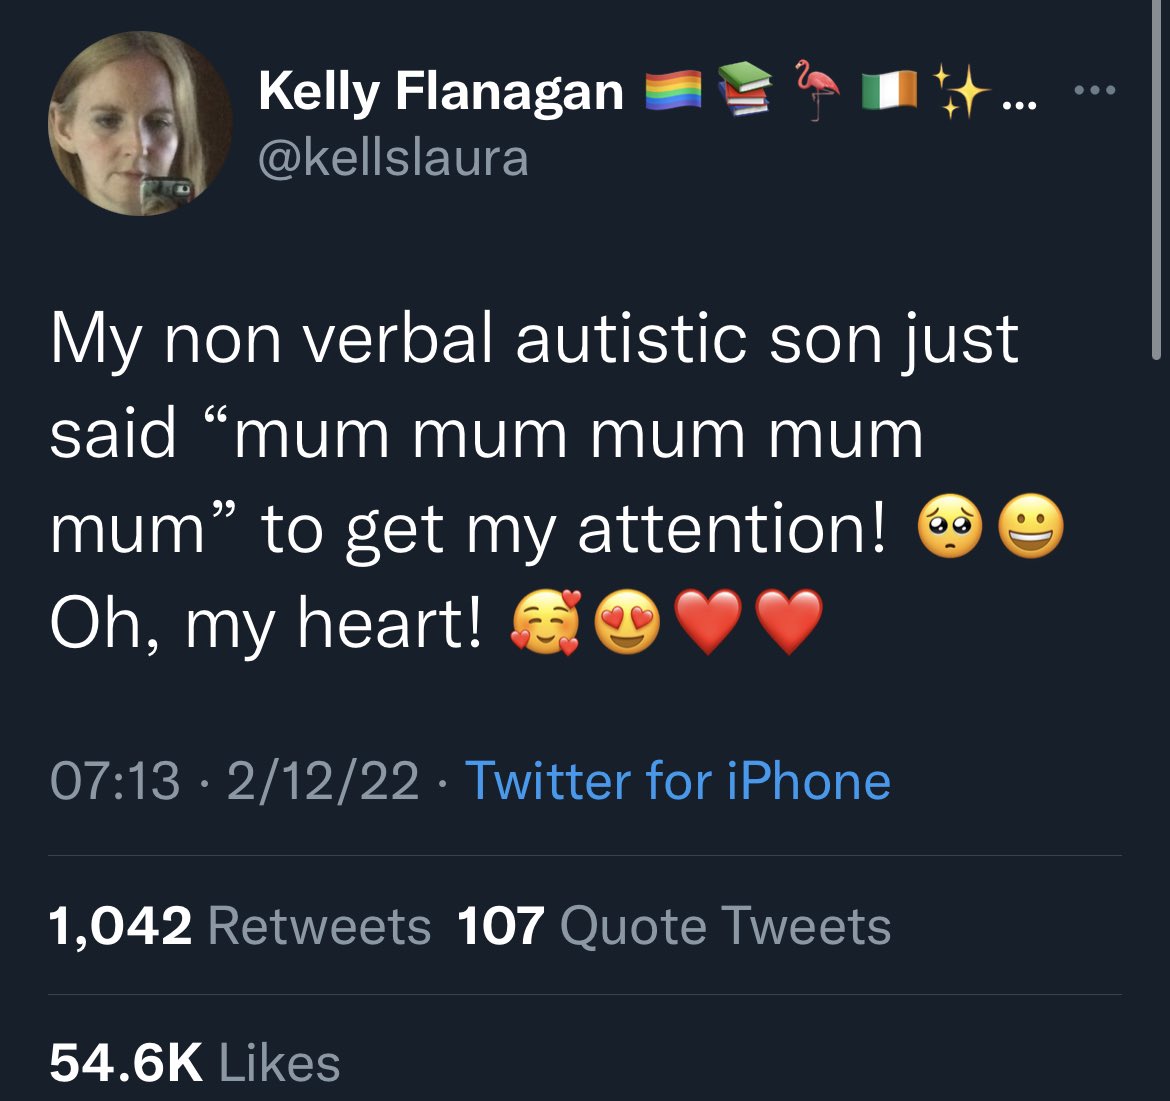 Kelly Flanagan 🏳️‍🌈 📚 🦩 🇮🇪 ✨ ...
@kellslaura
My non verbal autistic son just
said “mum mum mum mum
mum” to get my attention! 🥺😀
Oh, my heart! 🥰😍❤️❤️
07:13 · 2/12/22 · Twitter for iPhone
1,042 Retweets 107 Quote Tweets
54.6K Likes